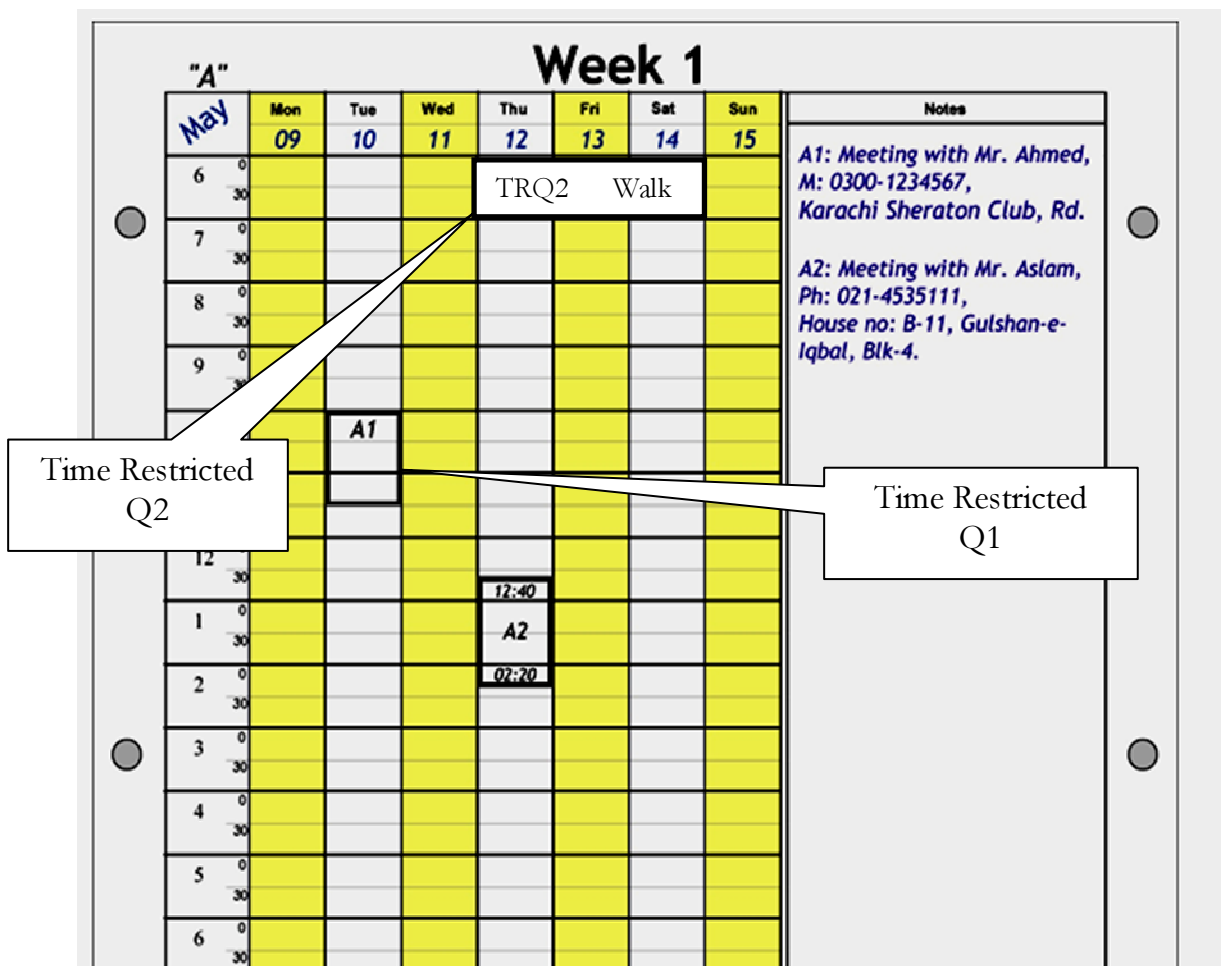 Week 1
"A"
May
Mon Tue Wed Thu Fri Sat Sun
09 10 11 12 13 14 15
Notes
A1: Meeting with Mr. Ahmed,
M: 0300-1234567,
Karachi Sheraton Club, Rd.
A2: Meeting with Mr. Aslam,
Ph: 021-4535111,
House no: B-11, Gulshan-e-
Iqbal, Blk-4.
6 0
30
TRQ2 Walk
7 0
30
8 0
30
9 0
30
A1
Time Restricted
Q2
Time Restricted
Q1
12
30
12:40
1 0
30
A2
2 0
02:20
30
3 0
30
4 0
30
5 0
30
6 0
30